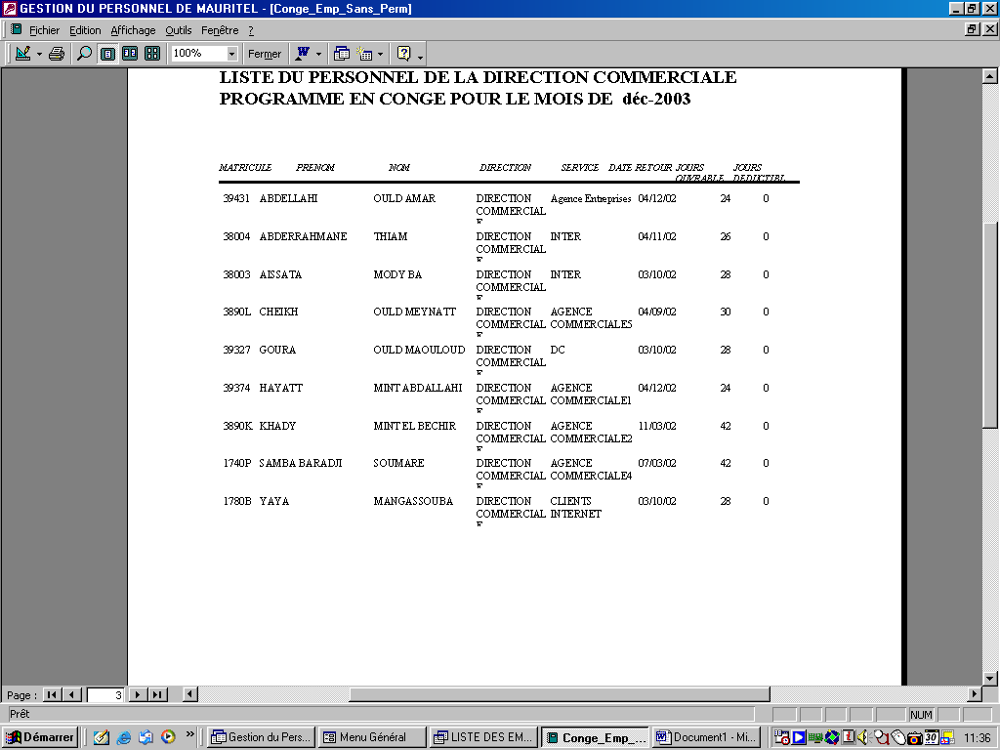 GESTION DU PERSONNEL DE MAURITEL - [Conge_Emp_Sans_Perm]
Fichier Edition Affichage Outils Fenêtre ?
100% Fermer
LISTE DU PERSONNEL DE LA DIRECTION COMMERCIALE
PROGRAMME EN CONGE POUR LE MOIS DE déc-2003
MATRICULE PRENOM NOM DIRECTION SERVICE DATE RETOUR JOURS JOURS
OUVRABLE DEDUCTIBL
39431 ABDELLAHI OULD AMAR DIRECTION Agence Entreprises 04/12/02 24 0
COMMERCIAL
E
38004 ABDERRAHMANE THIAM DIRECTION INTER 04/11/02 26 0
COMMERCIAL
E
38003 AISSATA MODY BA DIRECTION INTER 03/10/02 28 0
COMMERCIAL
E
3890L CHEIKH OULD MEYNATT DIRECTION AGENCE 04/09/02 30 0
COMMERCIAL COMMERCIALE5
E
39327 GOURA OULD MAOULOUD DIRECTION DC 03/10/02 28 0
COMMERCIAL
E
39374 HAYATT MINT ABDALLAHI DIRECTION AGENCE 04/12/02 24 0
COMMERCIAL COMMERCIALE1
E
3890K KHADY MINT EL BECHIR DIRECTION AGENCE 11/03/02 42 0
COMMERCIAL COMMERCIALE2
E
1740P SAMBA BARADJI SOUMARE DIRECTION AGENCE 07/03/02 42 0
COMMERCIAL COMMERCIALE4
E
1780B YAYA MANGASSOUBA DIRECTION CLIENTS 03/10/02 28 0
COMMERCIAL INTERNET
E
Page : 3
Prêt NUM
Démarrer » Gestion du Pers... Menu Général LISTE DES EM... Conge_Emp_... Document1 - Mi... 30 11:36